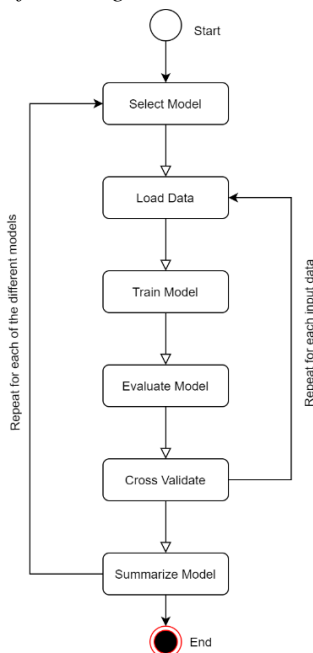 Start
Select Model
Load Data
Train Model
Evaluate Model
Cross Validate
Summarize Model
End
Repeat for each of the different models
Repeat for each input data